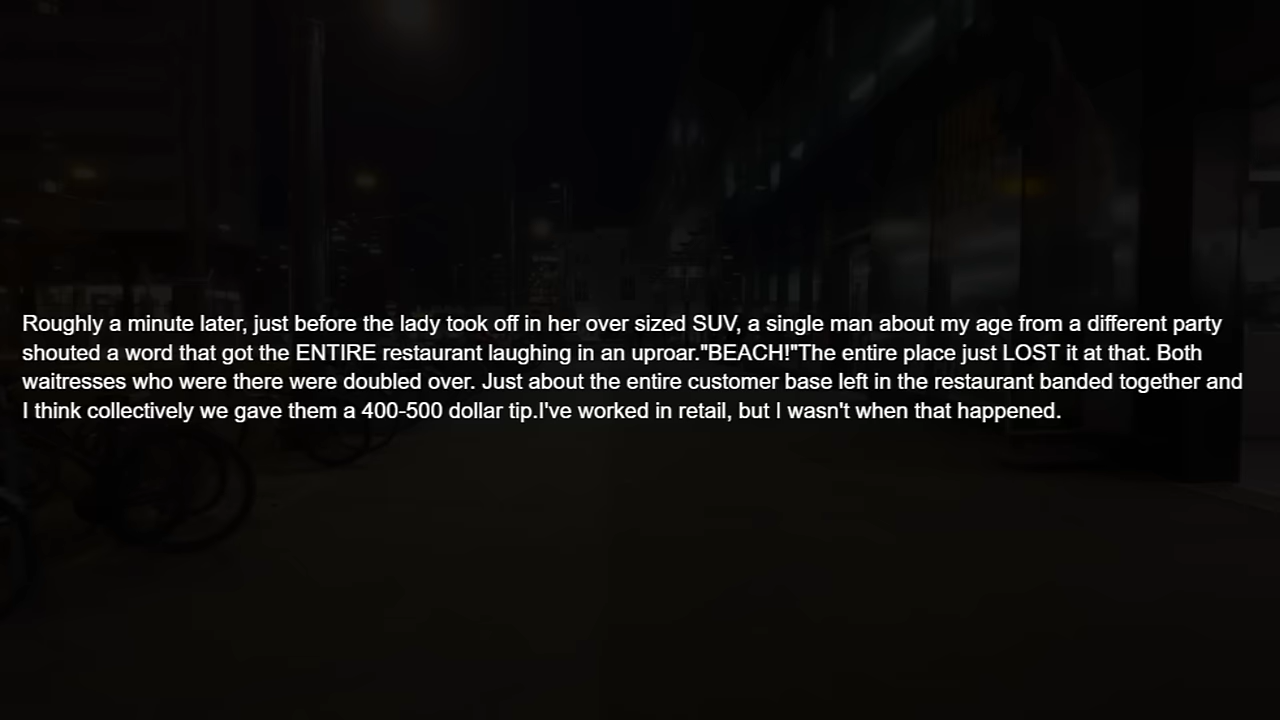 Roughly a minute later, just before the lady took off in her over sized SUV, a single man about my age from a different party
shouted a word that got the ENTIRE restaurant laughing in an uproar."BEACH!"The entire place just LOST it at that. Both
waitresses who were there were doubled over. Just about the entire customer base left in the restaurant banded together and
I think collectively we gave them a 400-500 dollar tip.I've worked in retail, but I wasn't when that happened.